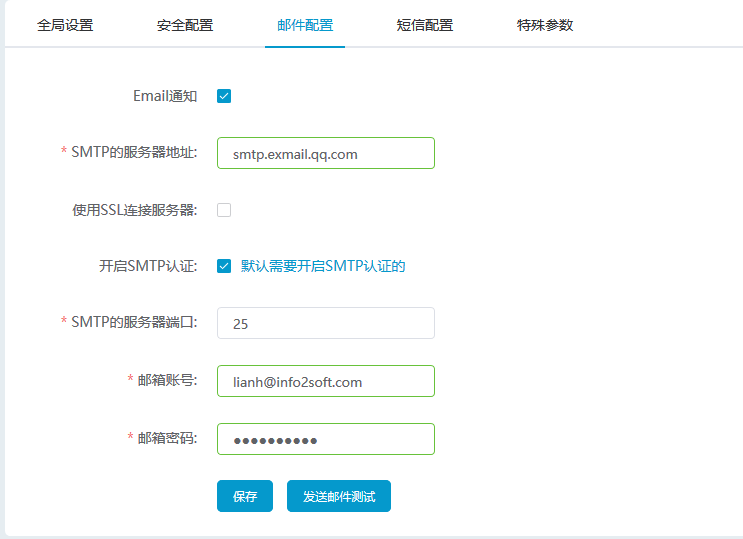 全局设置 安全配置 邮件配置 短信配置 特殊参数
Email通知
* SMTP的服务器地址: smtp.exmail.qq.com
使用SSL连接服务器:
开启SMTP认证: 默认需要开启SMTP认证的
* SMTP的服务器端口: 25
* 邮箱账号: lianh@info2soft.com
* 邮箱密码: ●●●●●●●●●●
保存 发送邮件测试